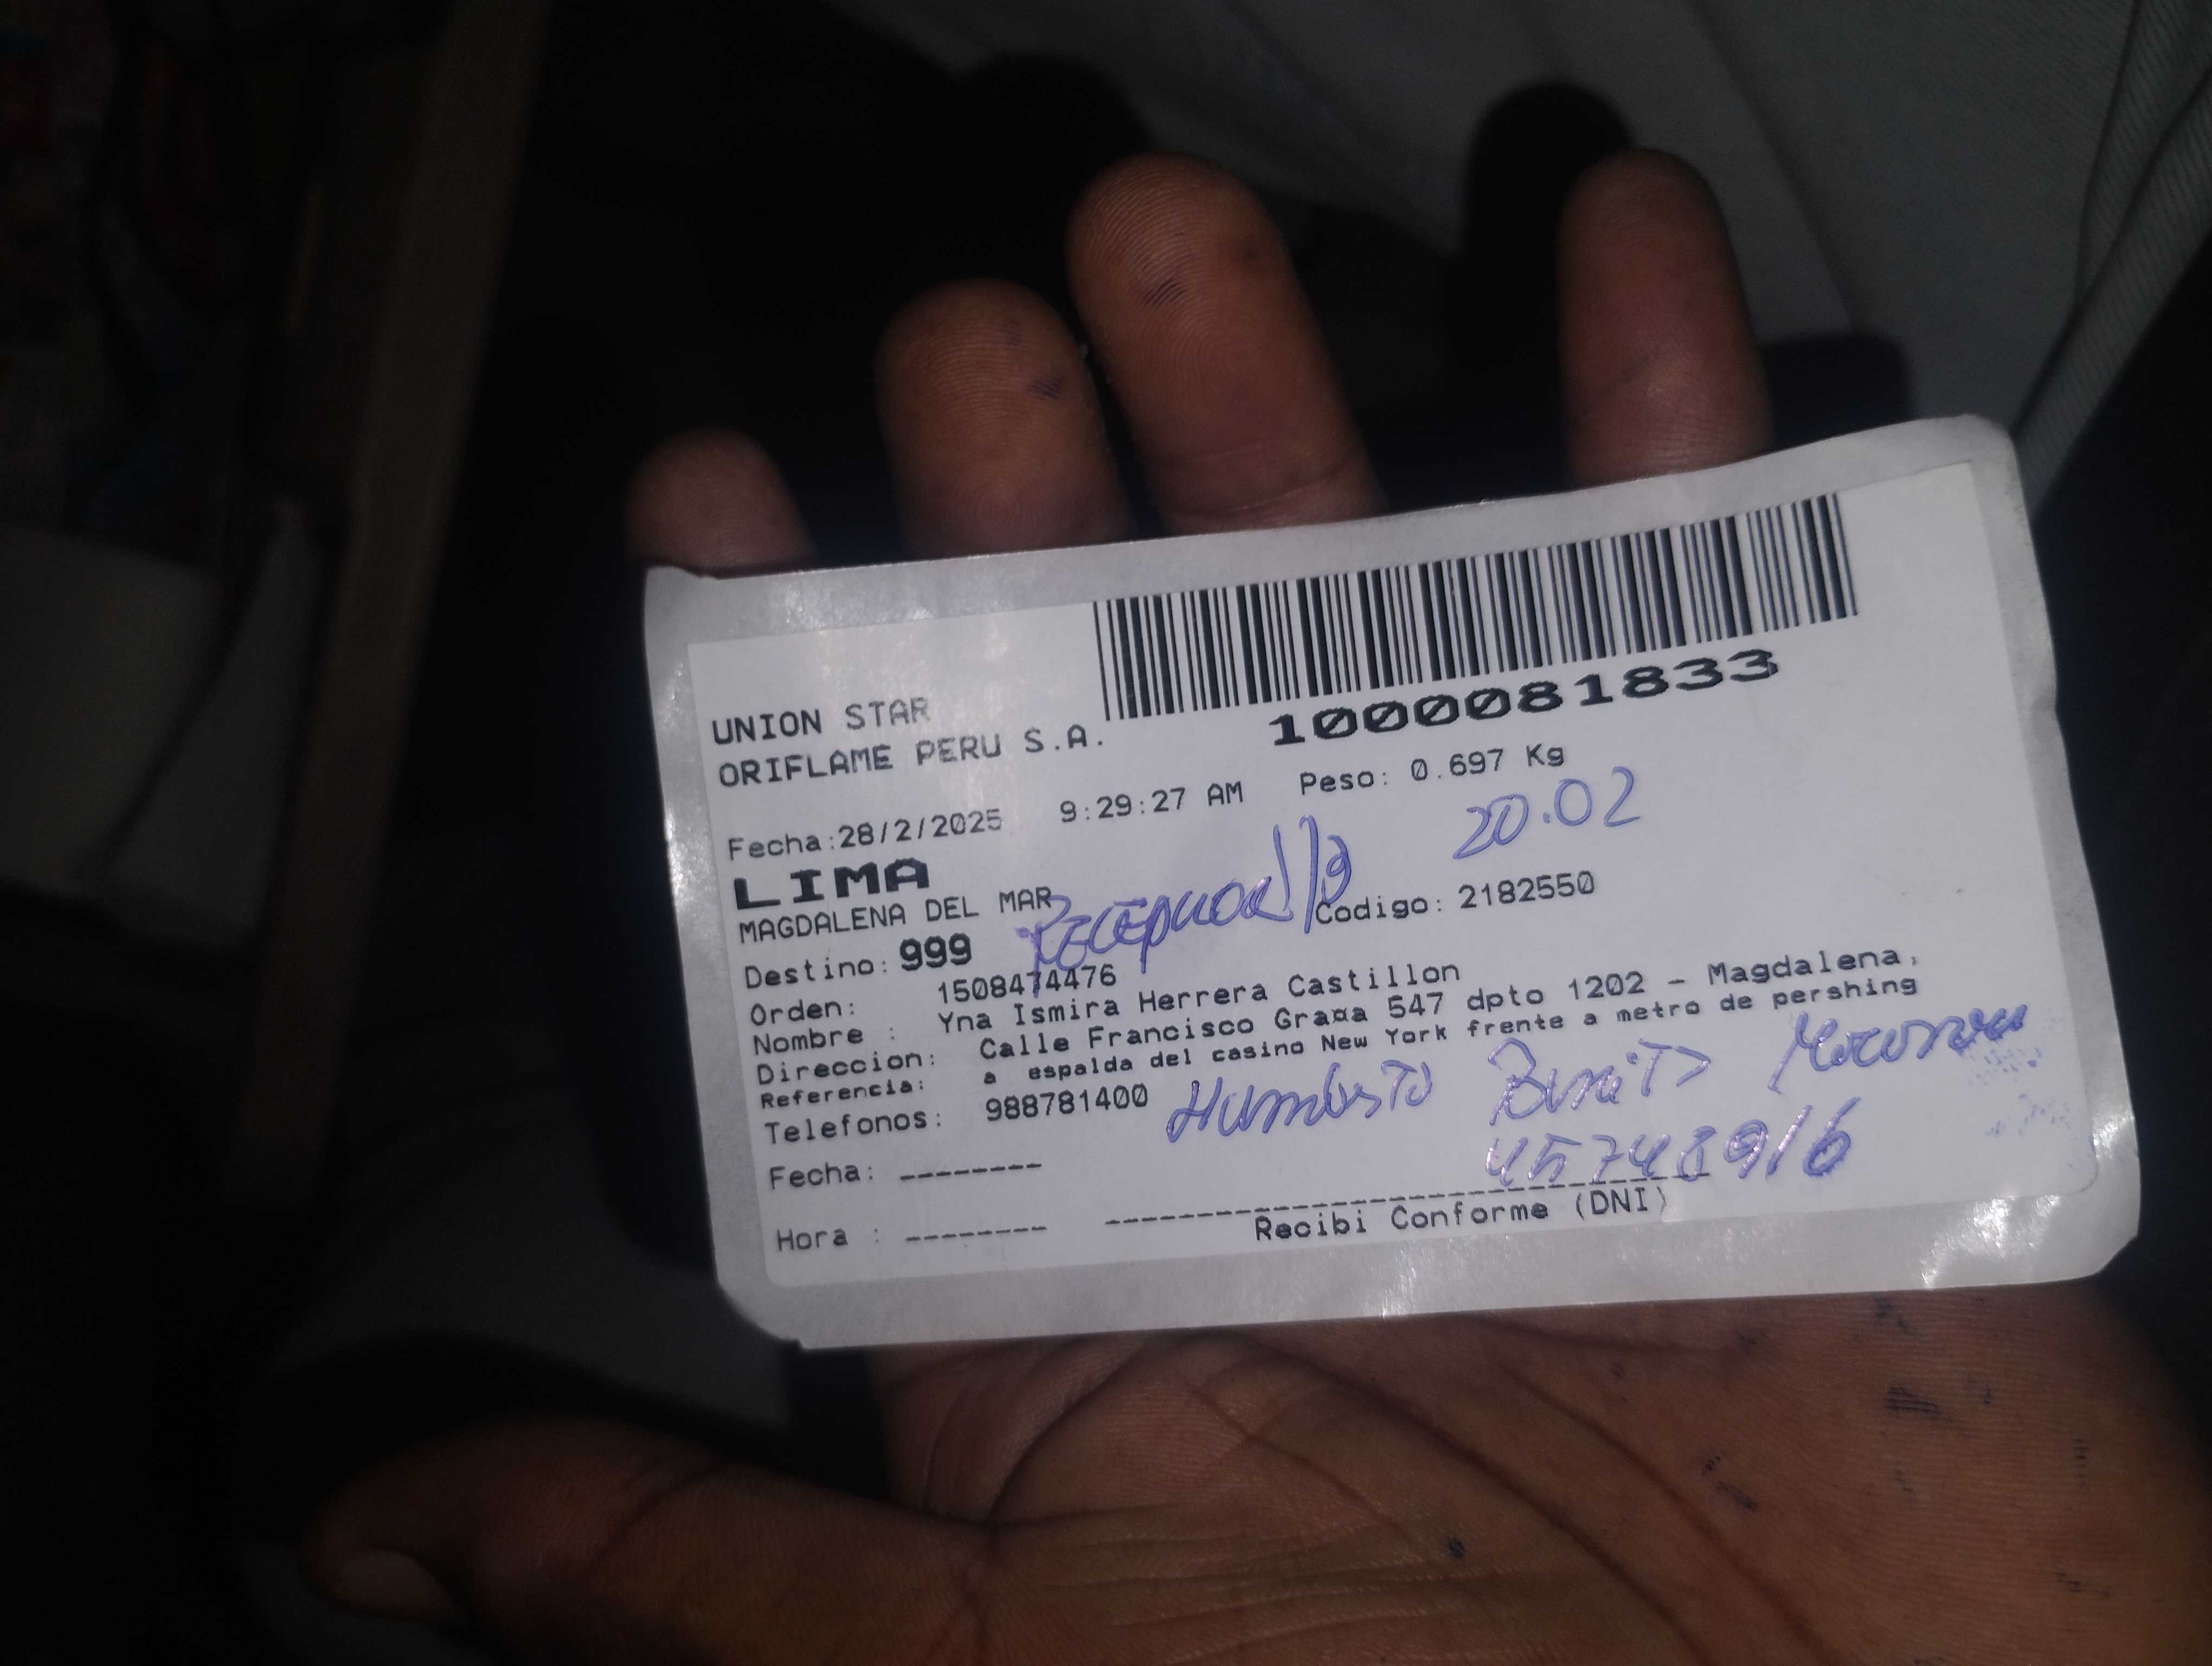 1000081833
UNION STAR
ORIFLAME PERU S.A.
Fecha:28/2/2025 9:29:27 AM Peso: 0.697 Kg
20.02
LIMA
MAGDALENA DEL MAR
Destino: 999 Codigo: 2182550
Orden: 1508474476
Nombre : Yna Ismira Herrera Castillon
Direccion: Calle Francisco Graªa 547 dpto 1202 - Magdalena,
Referencia: a espalda del casino New York frente a metro de pershing
Telefonos: 988781400
Humberto Benito
Fecha: --------
Hora : --------
Recibi Conforme (DNI)